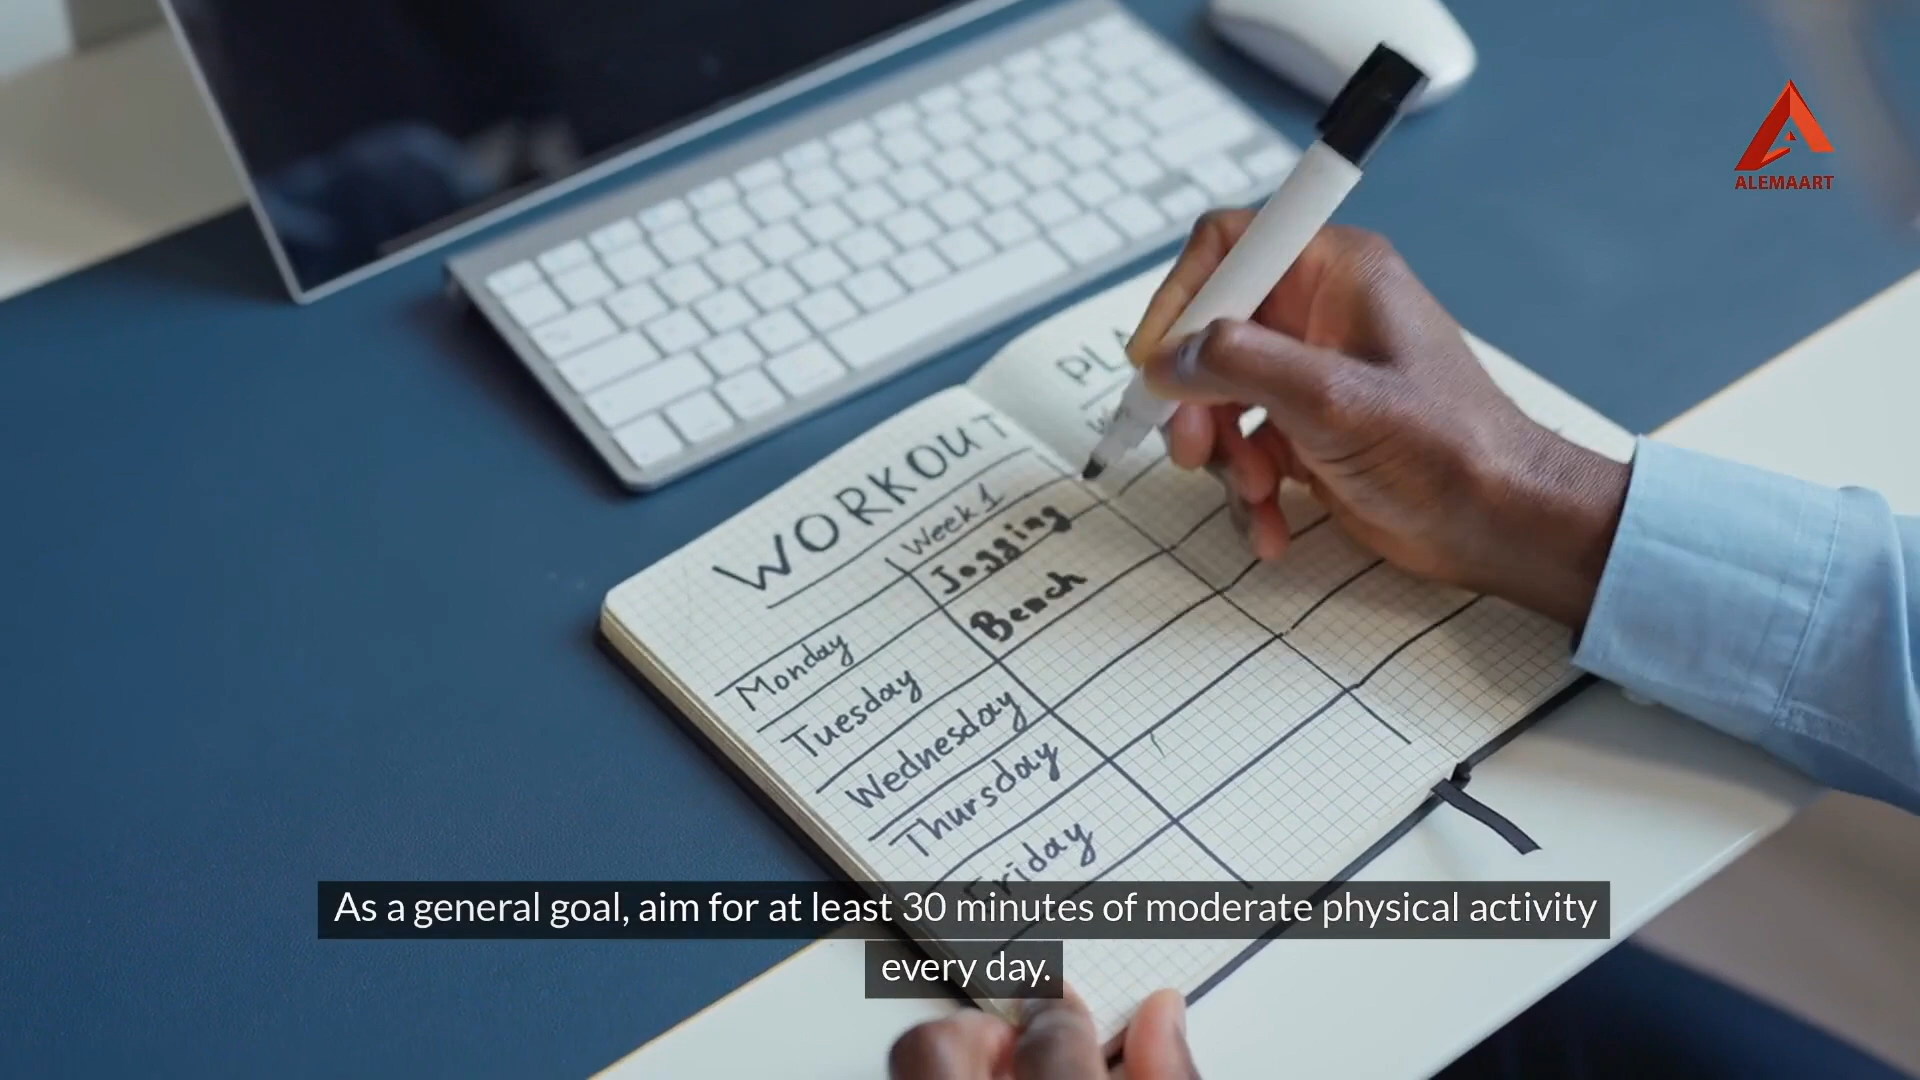 ALEMAART
WORKOUT
PLA
Week 1
Monday
Jogging
Tuesday
Bench
Wednesday
Thursday
Friday
As a general goal, aim for at least 30 minutes of moderate physical activity
every day.